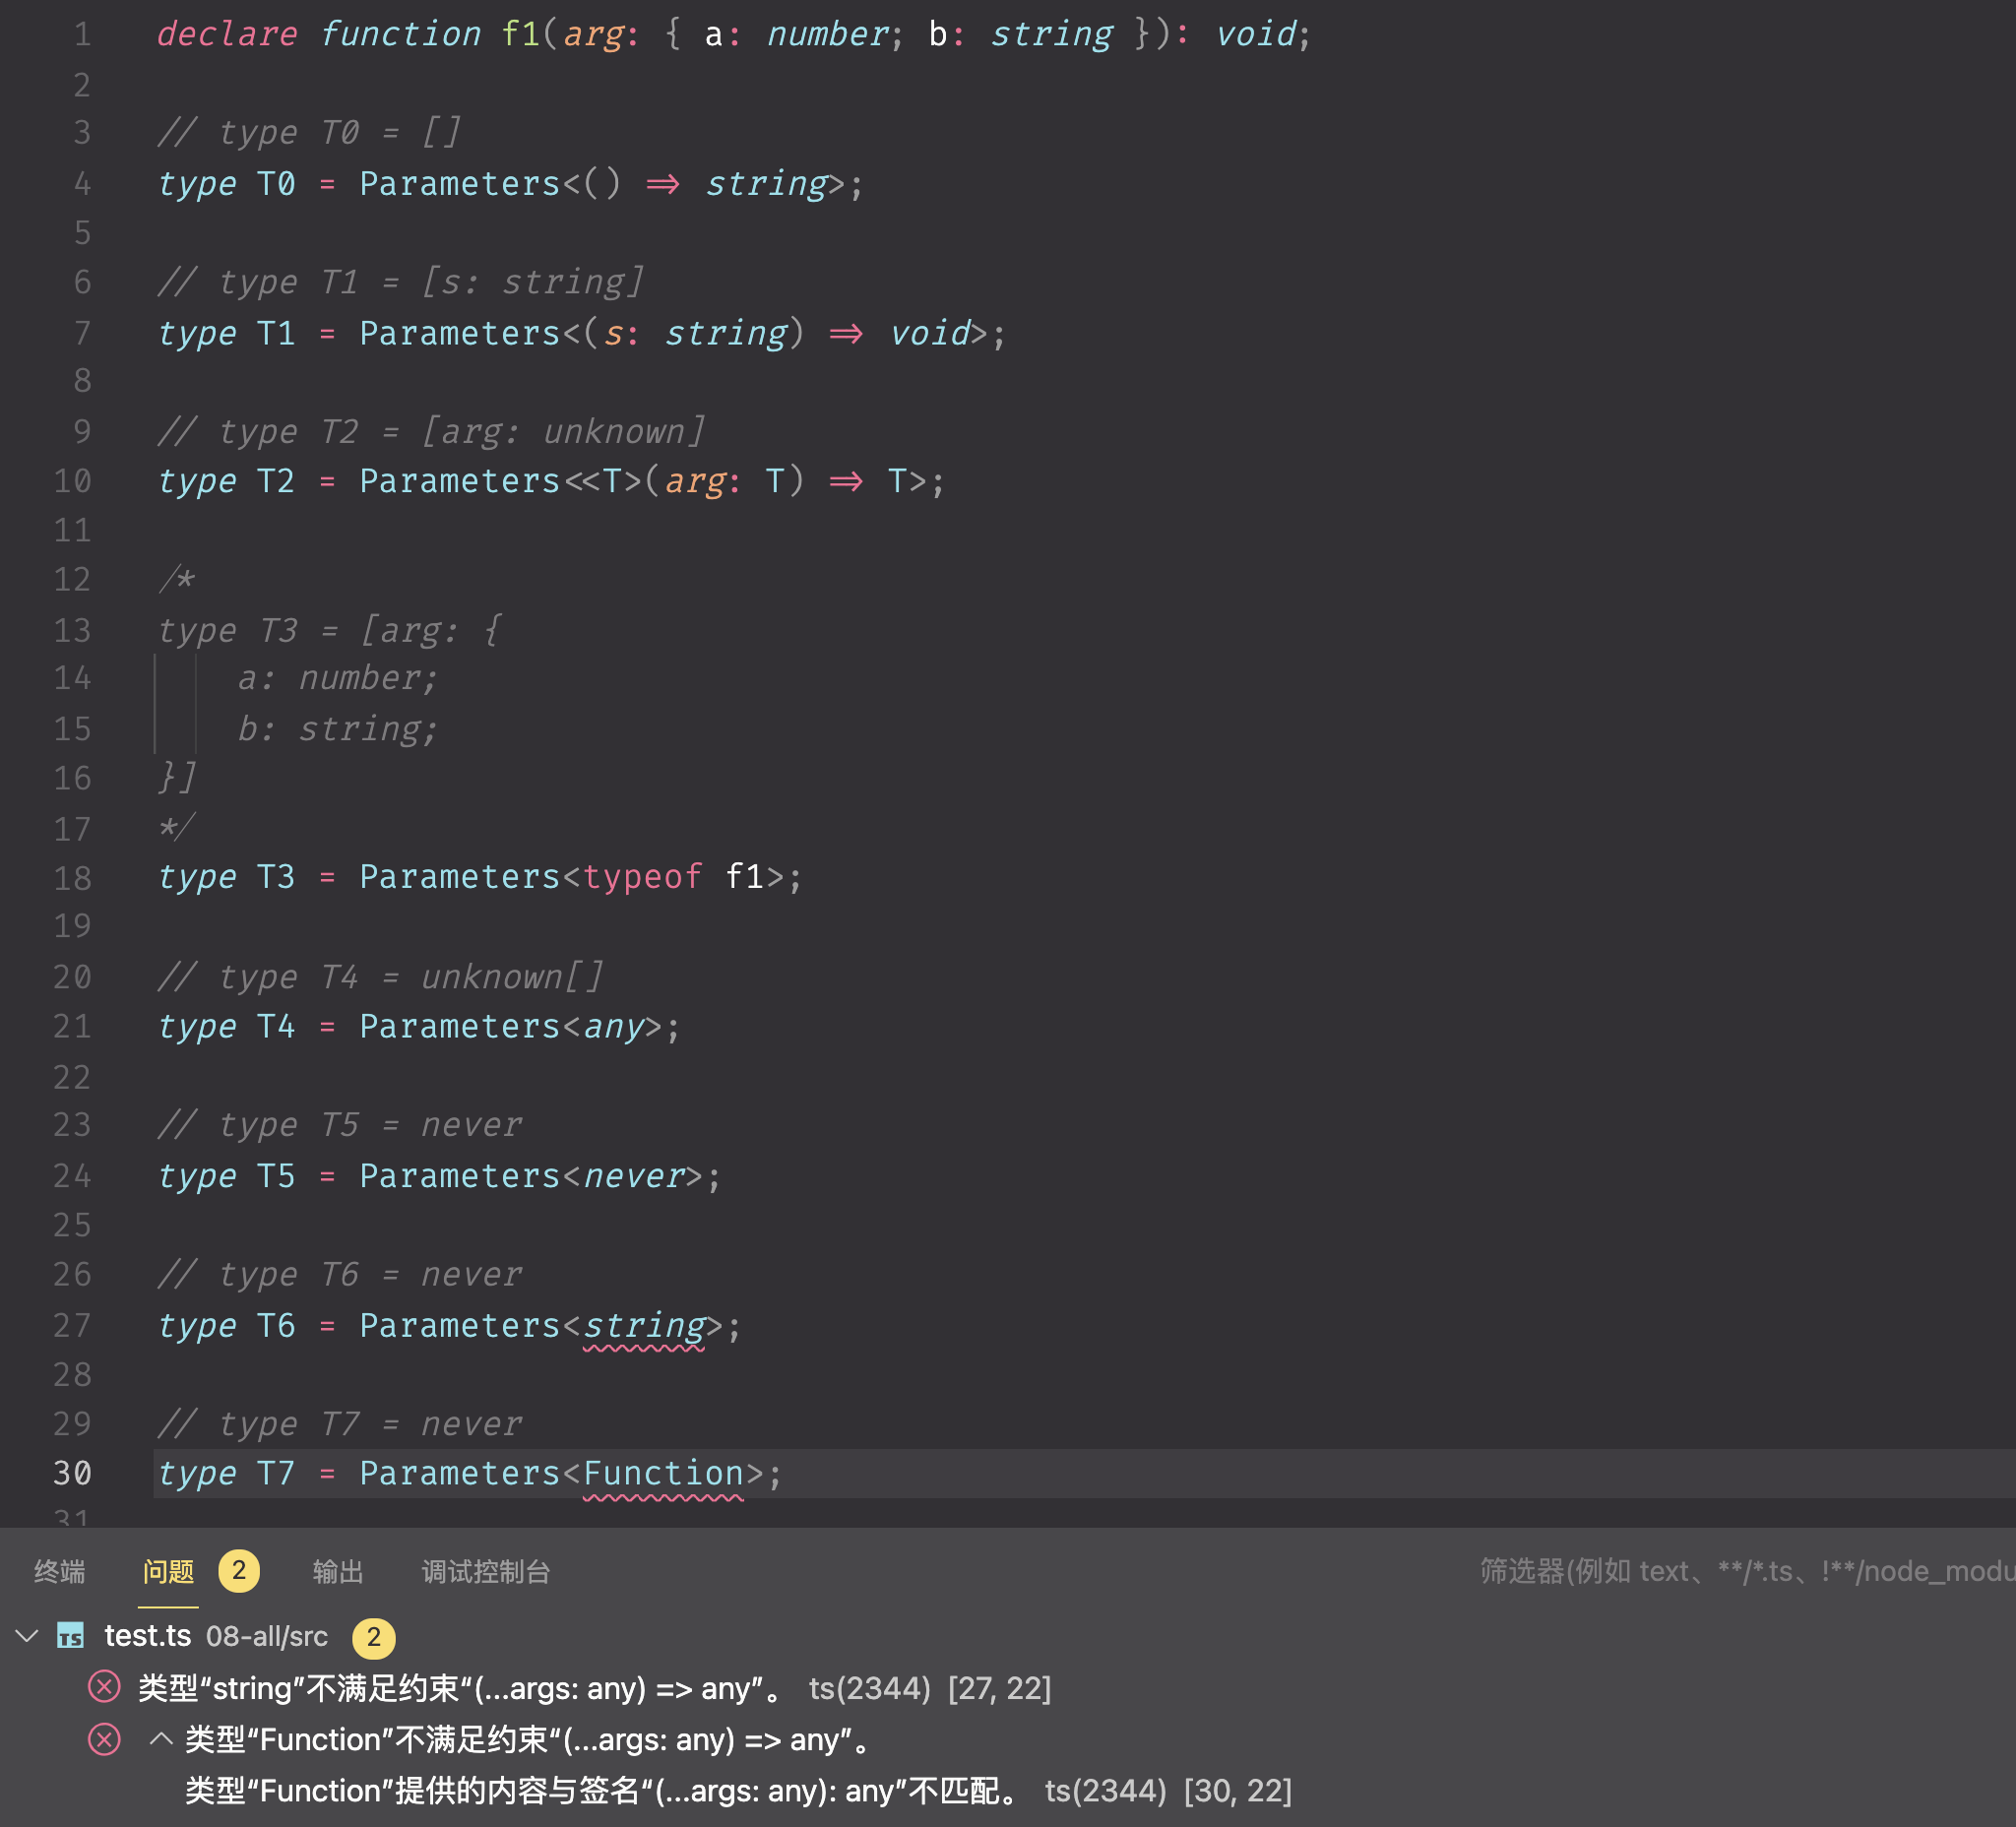 1 declare function f1(arg: { a: number; b: string }): void;
2
3 // type T0 = []
4 type T0 = Parameters<() => string>;
5
6 // type T1 = [s: string]
7 type T1 = Parameters<(s: string) => void>;
8
9 // type T2 = [arg: unknown]
10 type T2 = Parameters<<T>(arg: T) => T>;
11
12 /*
13 type T3 = [arg: {
14     a: number;
15     b: string;
16 }]
17 */
18 type T3 = Parameters<typeof f1>;
19
20 // type T4 = unknown[]
21 type T4 = Parameters<any>;
22
23 // type T5 = never
24 type T5 = Parameters<never>;
25
26 // type T6 = never
27 type T6 = Parameters<string>;
28
29 // type T7 = never
30 type T7 = Parameters<Function>;
31
终端 问题 2 输出 调试控制台 筛选器(例如 text、**/*.ts、!**/node_modu
TS test.ts 08-all/src 2
类型“string”不满足约束“(...args: any) => any”。 ts(2344) [27, 22]
类型“Function”不满足约束“(...args: any) => any”。
类型“Function”提供的内容与签名“(...args: any): any”不匹配。 ts(2344) [30, 22]